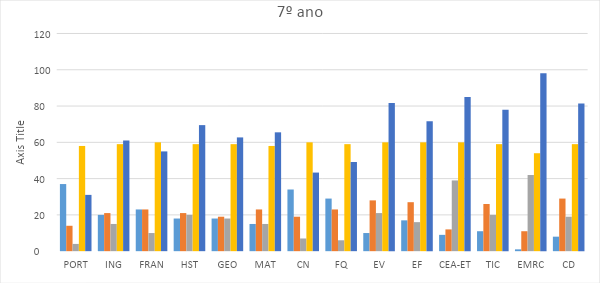 7º ano
120
100
80
60
40
20
0
Axis Title
PORT ING FRAN HST GEO MAT CN FQ EV EF CEA-ET TIC EMRC CD